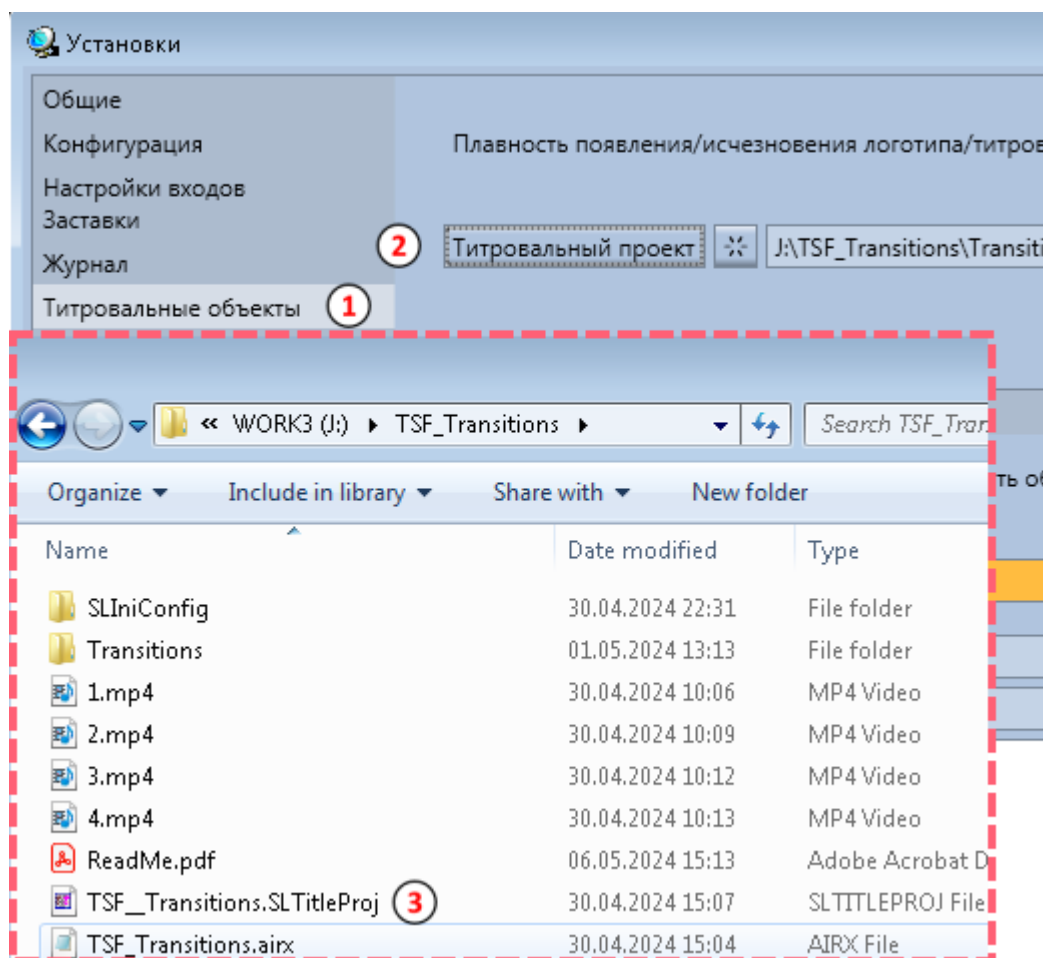 Установки
Общие
Конфигурация
Настройки входов
Заставки
Журнал
Титровальные объекты 1
Плавность появления/исчезновения логотипа/титров
2 Титровальный проект J:\TSF_Transitions\Transiti
« WORK3 (J:) TSF_Transitions Search TSF_Tran
Organize Include in library Share with New folder
ть об
Name Date modified Type
SLIniConfig 30.04.2024 22:31 File folder
Transitions 01.05.2024 13:13 File folder
1.mp4 30.04.2024 10:06 MP4 Video
2.mp4 30.04.2024 10:09 MP4 Video
3.mp4 30.04.2024 10:12 MP4 Video
4.mp4 30.04.2024 10:13 MP4 Video
ReadMe.pdf 06.05.2024 15:13 Adobe Acrobat D
TSF__Transitions.SLTitleProj 3 30.04.2024 15:07 SLTITLEPROJ File
TSF_Transitions.airx 30.04.2024 15:04 AIRX File